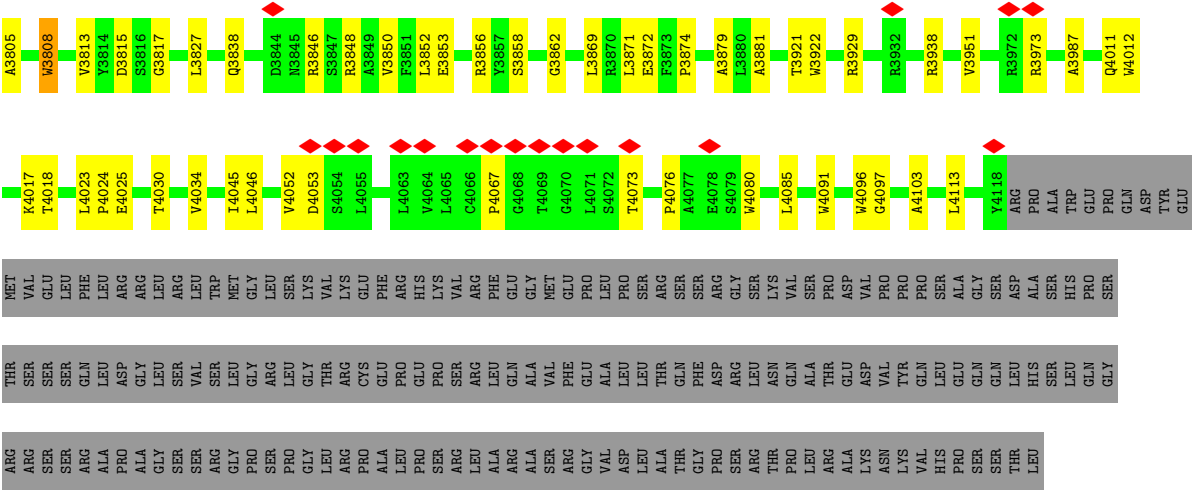 A3805 W3808 V3813 Y3814 D3815 S3816 G3817 L3827 Q3838 D3844 N3845 R3846 S3847 R3848 A3849 V3850 F3851 L3852 E3853 R3856 Y3857 S3858 G3862 L3869 R3870 L3871 E3872 F3873 P3874 A3879 L3880 A3881 T3921 W3922 R3929 R3932 R3938 V3951 R3972 R3973 A3987 Q4011 W4012
K4017 T4018 L4023 P4024 E4025 T4030 V4034 I4045 L4046 V4052 D4053 S4054 L4055 L4063 V4064 L4065 C4066 P4067 G4068 T4069 G4070 L4071 S4072 T4073 P4076 A4077 E4078 S4079 W4080 L4085 W4091 W4096 G4097 A4103 L4113 Y4118 ARG PRO ALA TRP GLU PRO GLN ASP TYR GLU
MET VAL GLU LEU PHE LEU ARG ARG LEU ARG LEU TRP MET GLY LEU SER LYS VAL LYS GLU PHE ARG HIS LYS VAL ARG PHE GLU GLY MET GLU PRO LEU PRO SER ARG SER SER ARG GLY SER LYS VAL SER PRO ASP VAL PRO PRO PRO SER ALA GLY SER ASP ALA SER HIS PRO SER
THR SER SER SER GLN LEU ASP GLY LEU SER VAL SER LEU GLY ARG LEU GLY THR ARG CYS GLU PRO GLU PRO SER ARG LEU GLN ALA VAL PHE GLU ALA LEU LEU THR GLN PHE ASP ARG LEU ASN GLN ALA THR GLU ASP VAL TYR GLN LEU GLU GLN GLN LEU HIS SER LEU GLN GLY
ARG ARG SER SER ARG ALA PRO ALA GLY SER SER ARG GLY PRO SER PRO GLY LEU ARG PRO ALA LEU PRO SER ARG LEU ALA ARG ALA SER ARG GLY VAL ASP LEU ALA THR GLY PRO SER ARG THR PRO LEU ARG ALA LYS ASN LYS VAL HIS PRO SER SER THR LEU